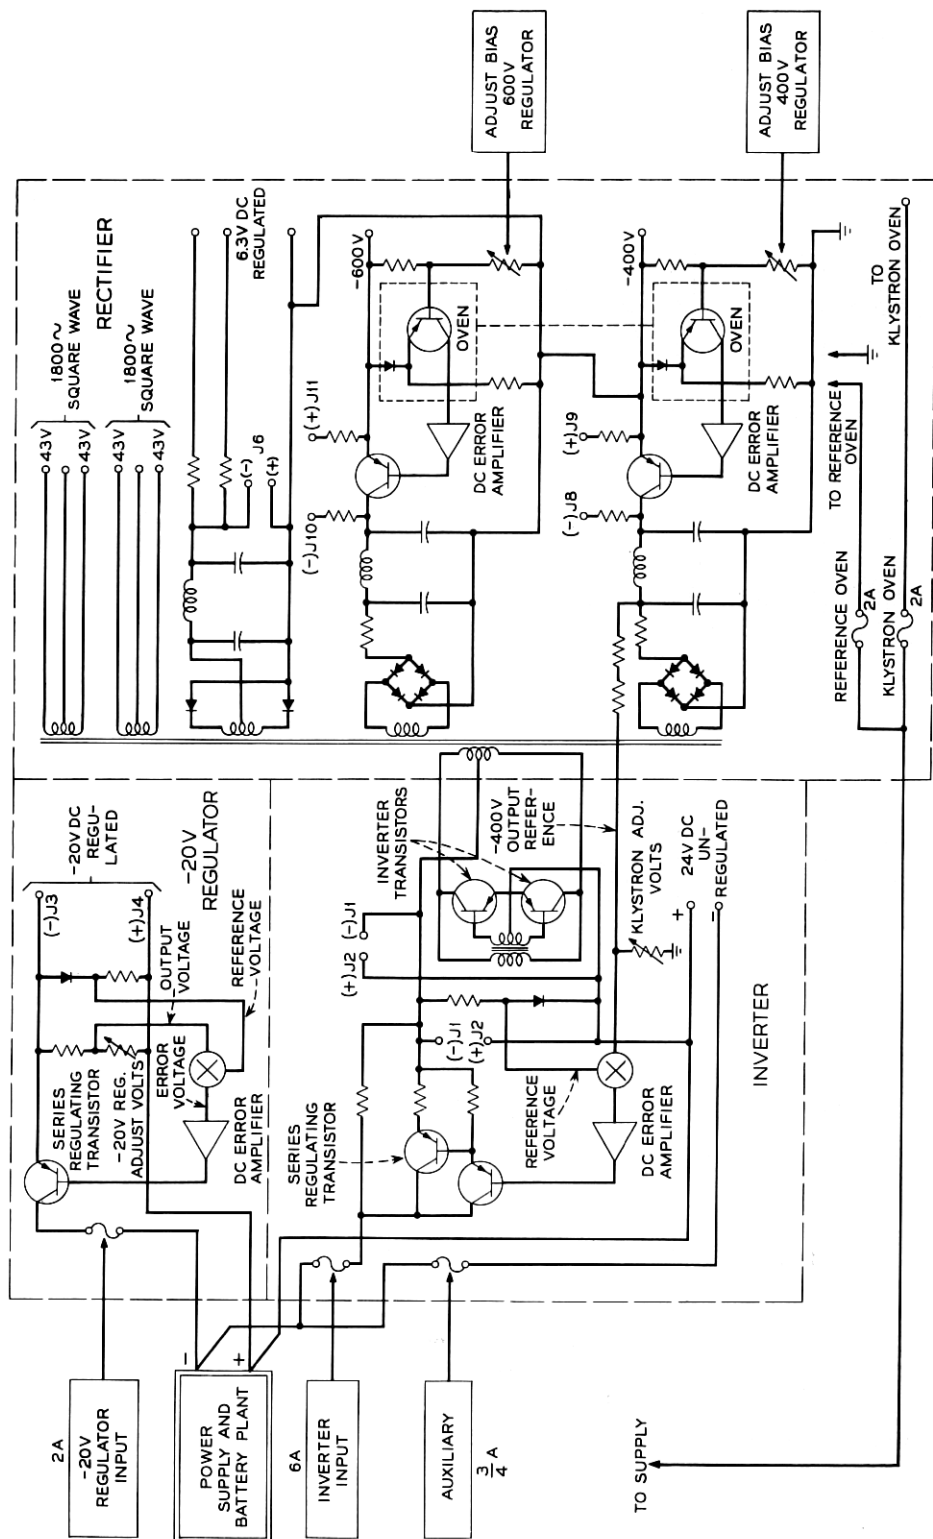 2A
-20V
REGULATOR
INPUT
POWER
SUPPLY AND
BATTERY PLANT
-
+
6A
INVERTER
INPUT
AUXILIARY
3/4 A
TO SUPPLY
SERIES
REGULATING
TRANSISTOR
-20V REG.
ADJUST VOLTS
ERROR
VOLTAGE
DC ERROR
AMPLIFIER
OUTPUT
VOLTAGE
REFERENCE
VOLTAGE
(-)J3
(+)J4
-20V DC
REGU-
LATED
-20V
REGULATOR
SERIES
REGULATING
TRANSISTOR
(-)J1
(+)J2
(+)J2
(-)J1
REFERENCE
VOLTAGE
DC ERROR
AMPLIFIER
INVERTER
TRANSISTORS
-400V
OUTPUT
REFER-
ENCE
KLYSTRON ADJ.
VOLTS
+
24V DC
UN-
REGULATED
-
INVERTER
RECTIFIER
43V
43V
1800~
SQUARE WAVE
43V
43V
1800~
SQUARE WAVE
(-)
J6
(+)
6.3V DC
REGULATED
(-)J10
(+)J11
-600V
OVEN
DC ERROR
AMPLIFIER
ADJUST BIAS
600V
REGULATOR
(-)J8
(+)J9
-400V
OVEN
DC ERROR
AMPLIFIER
ADJUST BIAS
400V
REGULATOR
REFERENCE OVEN
2A
TO REFERENCE
OVEN
KLYSTRON OVEN
2A
TO
KLYSTRON OVEN